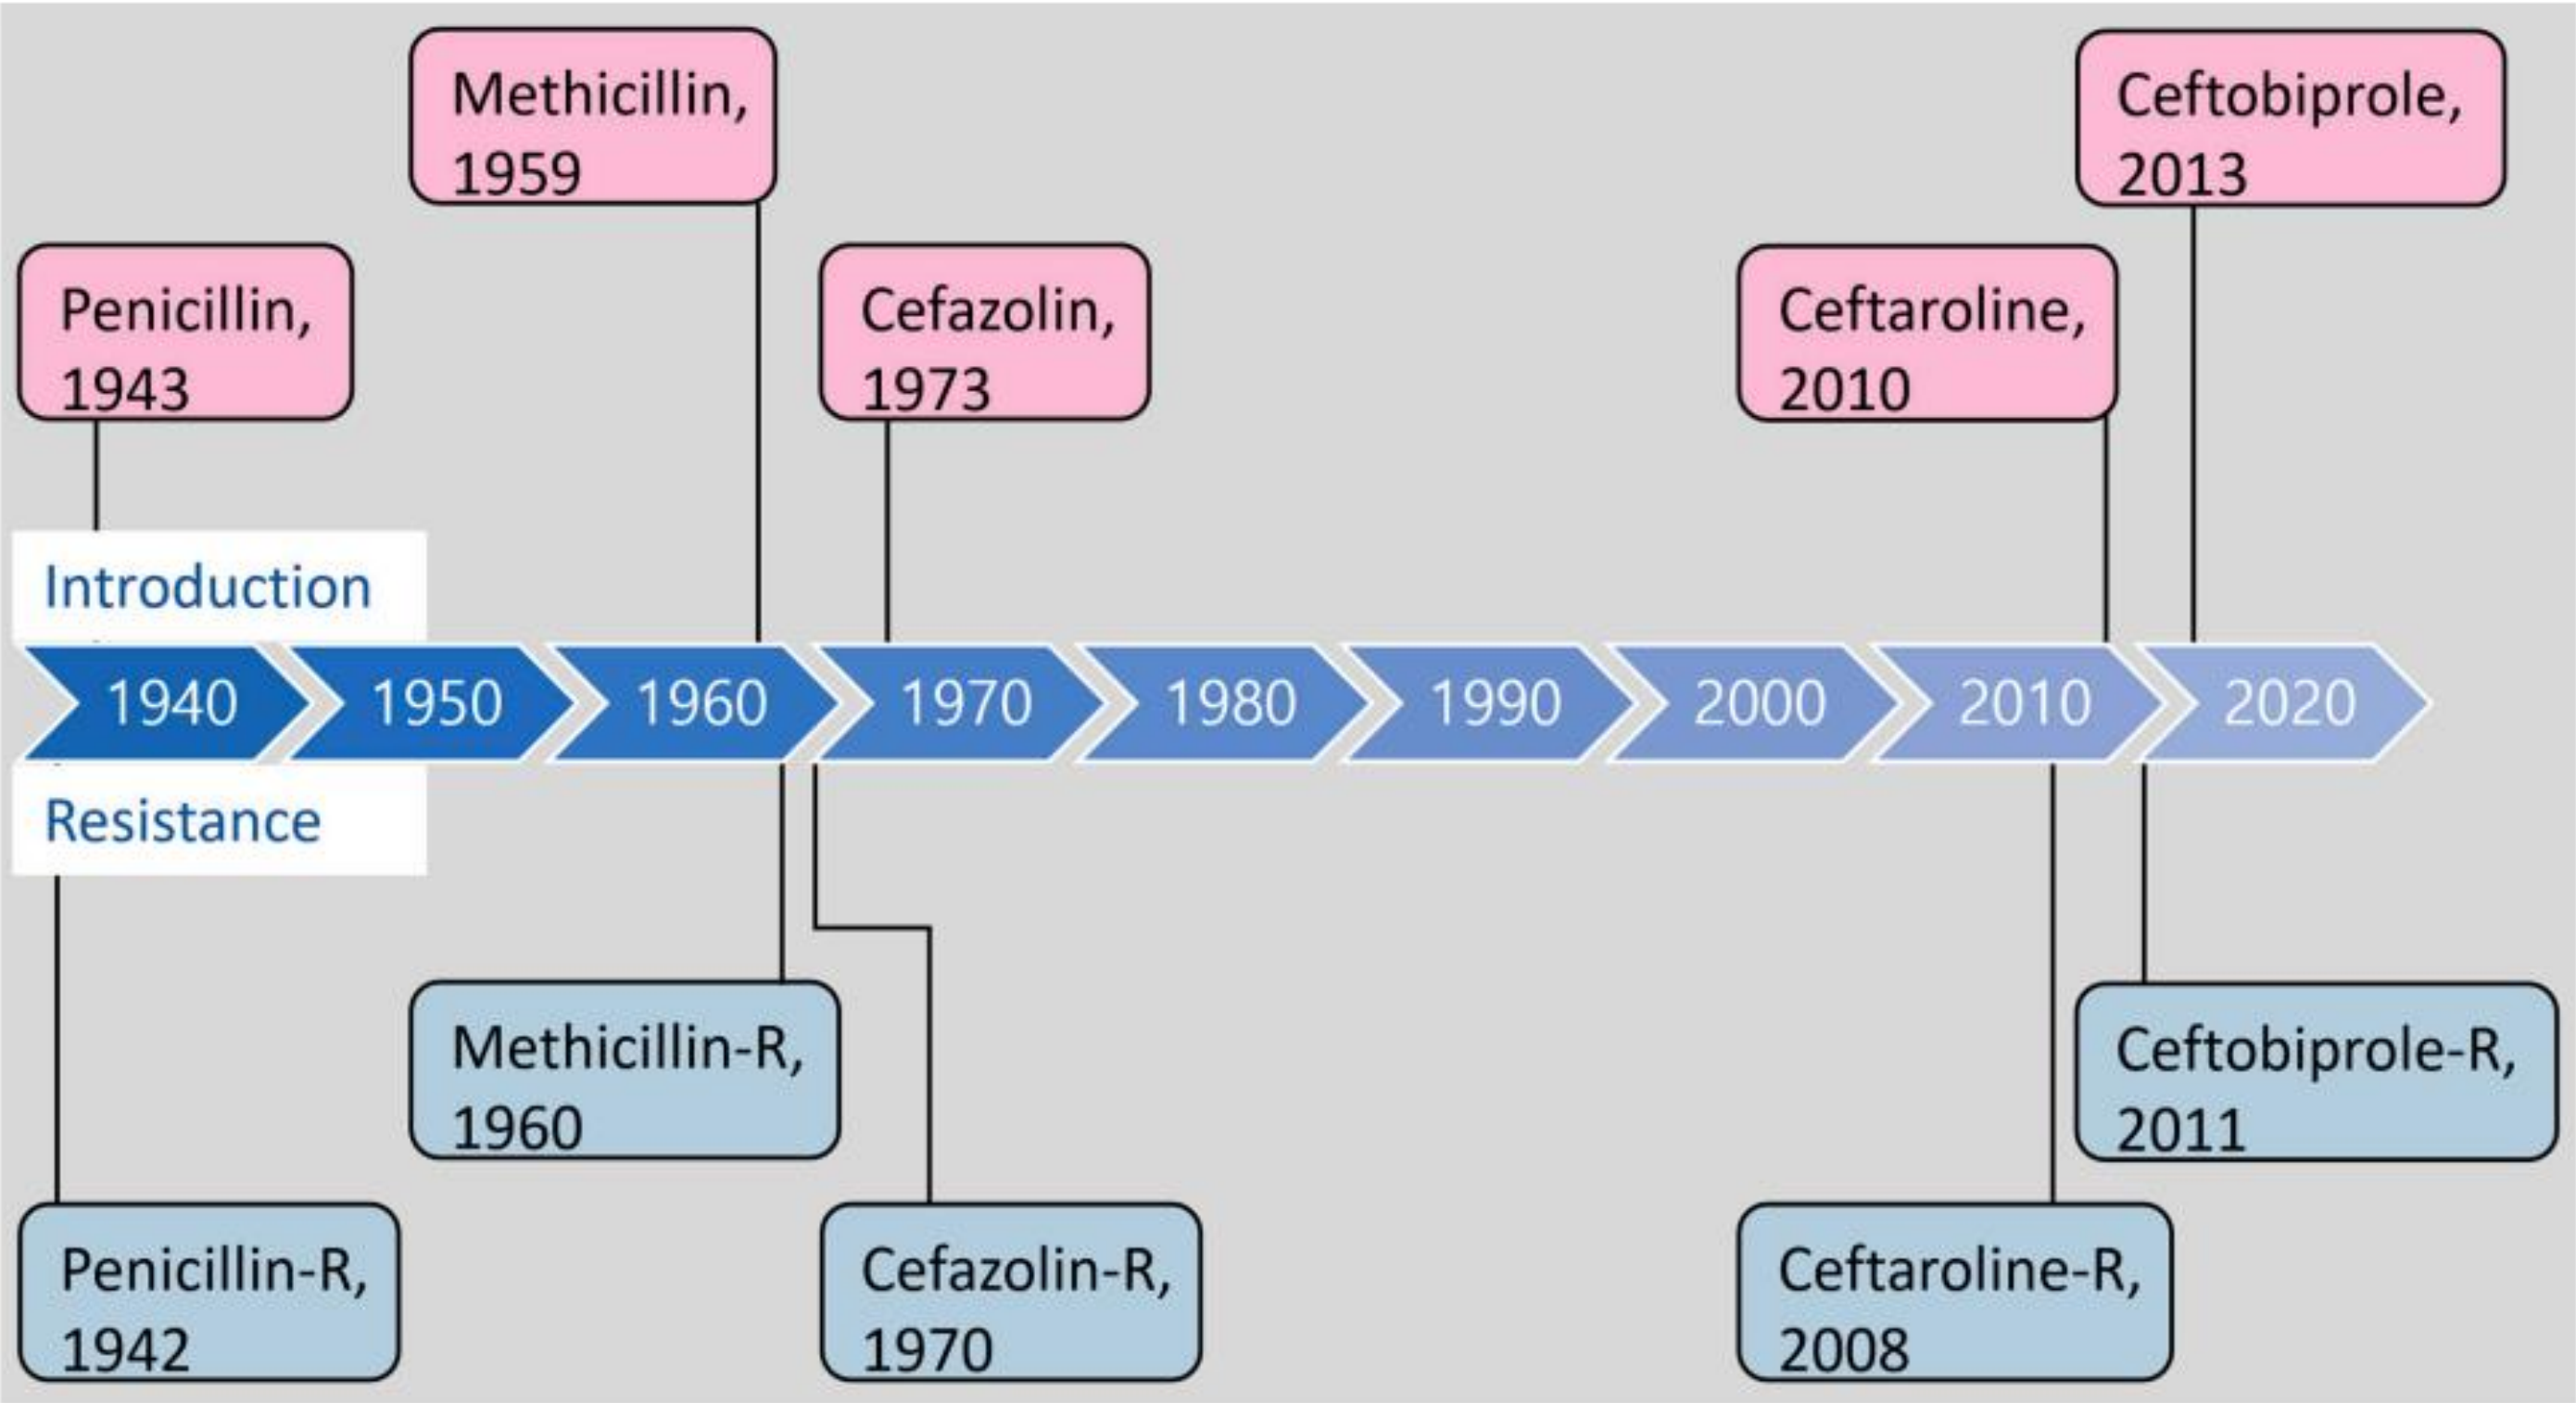 Methicillin,
1959
Ceftobiprole,
2013
Penicillin,
1943
Cefazolin,
1973
Ceftaroline,
2010
Introduction
1940 1950 1960 1970 1980 1990 2000 2010 2020
Resistance
Methicillin-R,
1960
Ceftobiprole-R,
2011
Penicillin-R,
1942
Cefazolin-R,
1970
Ceftaroline-R,
2008